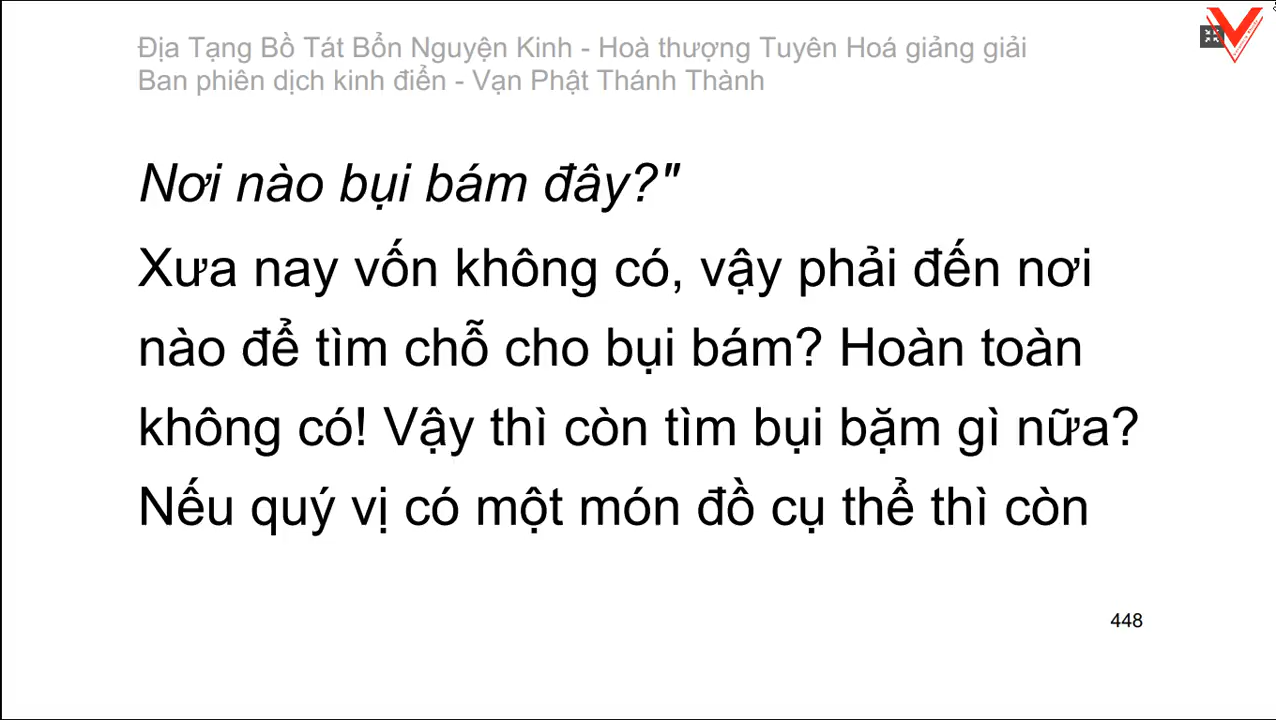 Địa Tạng Bồ Tát Bổn Nguyện Kinh - Hoà thượng Tuyên Hoá giảng giải
Ban phiên dịch kinh điển - Vạn Phật Thánh Thành
Nơi nào bụi bám đây?"
Xưa nay vốn không có, vậy phải đến nơi
nào để tìm chỗ cho bụi bám? Hoàn toàn
không có! Vậy thì còn tìm bụi bặm gì nữa?
Nếu quý vị có một món đồ cụ thể thì còn
448